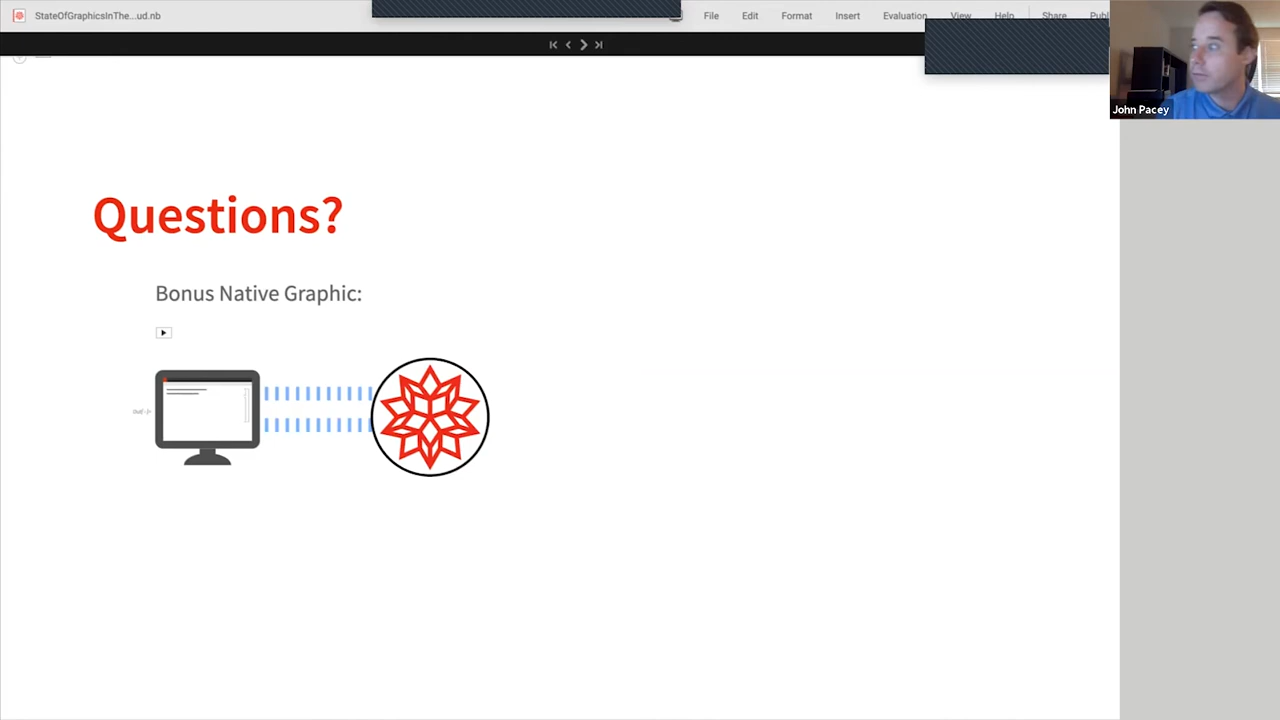 StateOfGraphicsInThe...ud.nb
File Edit Format Insert Evaluation View Help Share
John Pacey
Questions?
Bonus Native Graphic: